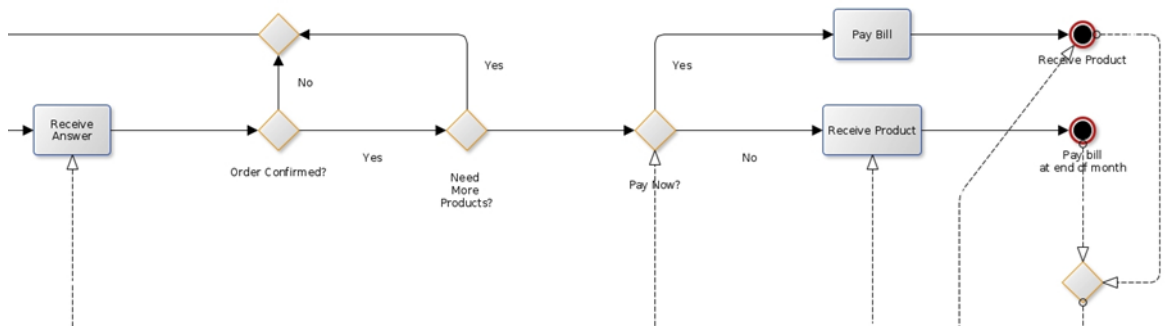 Pay Bill
Receive Product
Yes
Yes
No
Receive
Answer
Receive Product
Order Confirmed?
Yes
Need
More
Products?
Pay Now?
No
Pay bill
at end of month